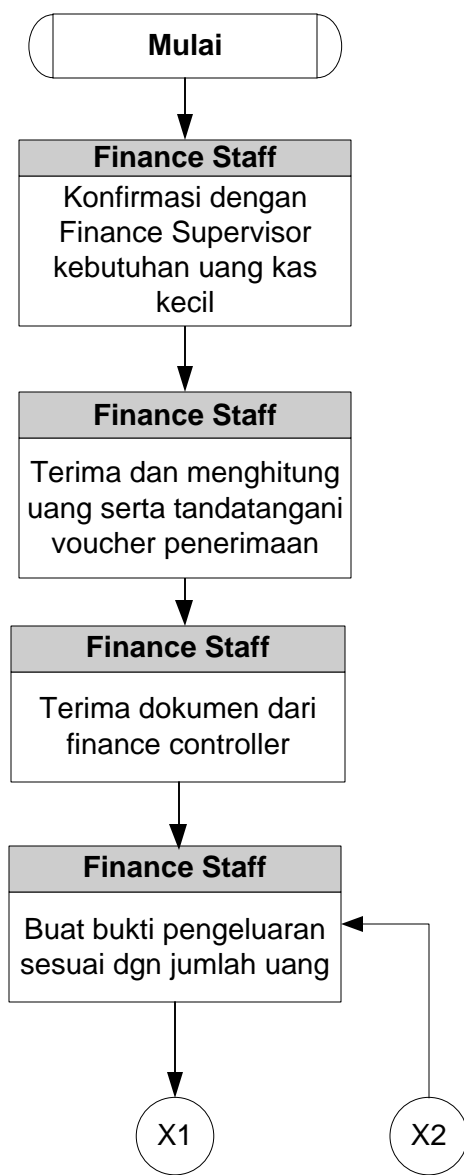 Mulai
Finance Staff
Konfirmasi dengan
Finance Supervisor
kebutuhan uang kas
kecil
Finance Staff
Terima dan menghitung
uang serta tandatangani
voucher penerimaan
Finance Staff
Terima dokumen dari
finance controller
Finance Staff
Buat bukti pengeluaran
sesuai dgn jumlah uang
X1
X2